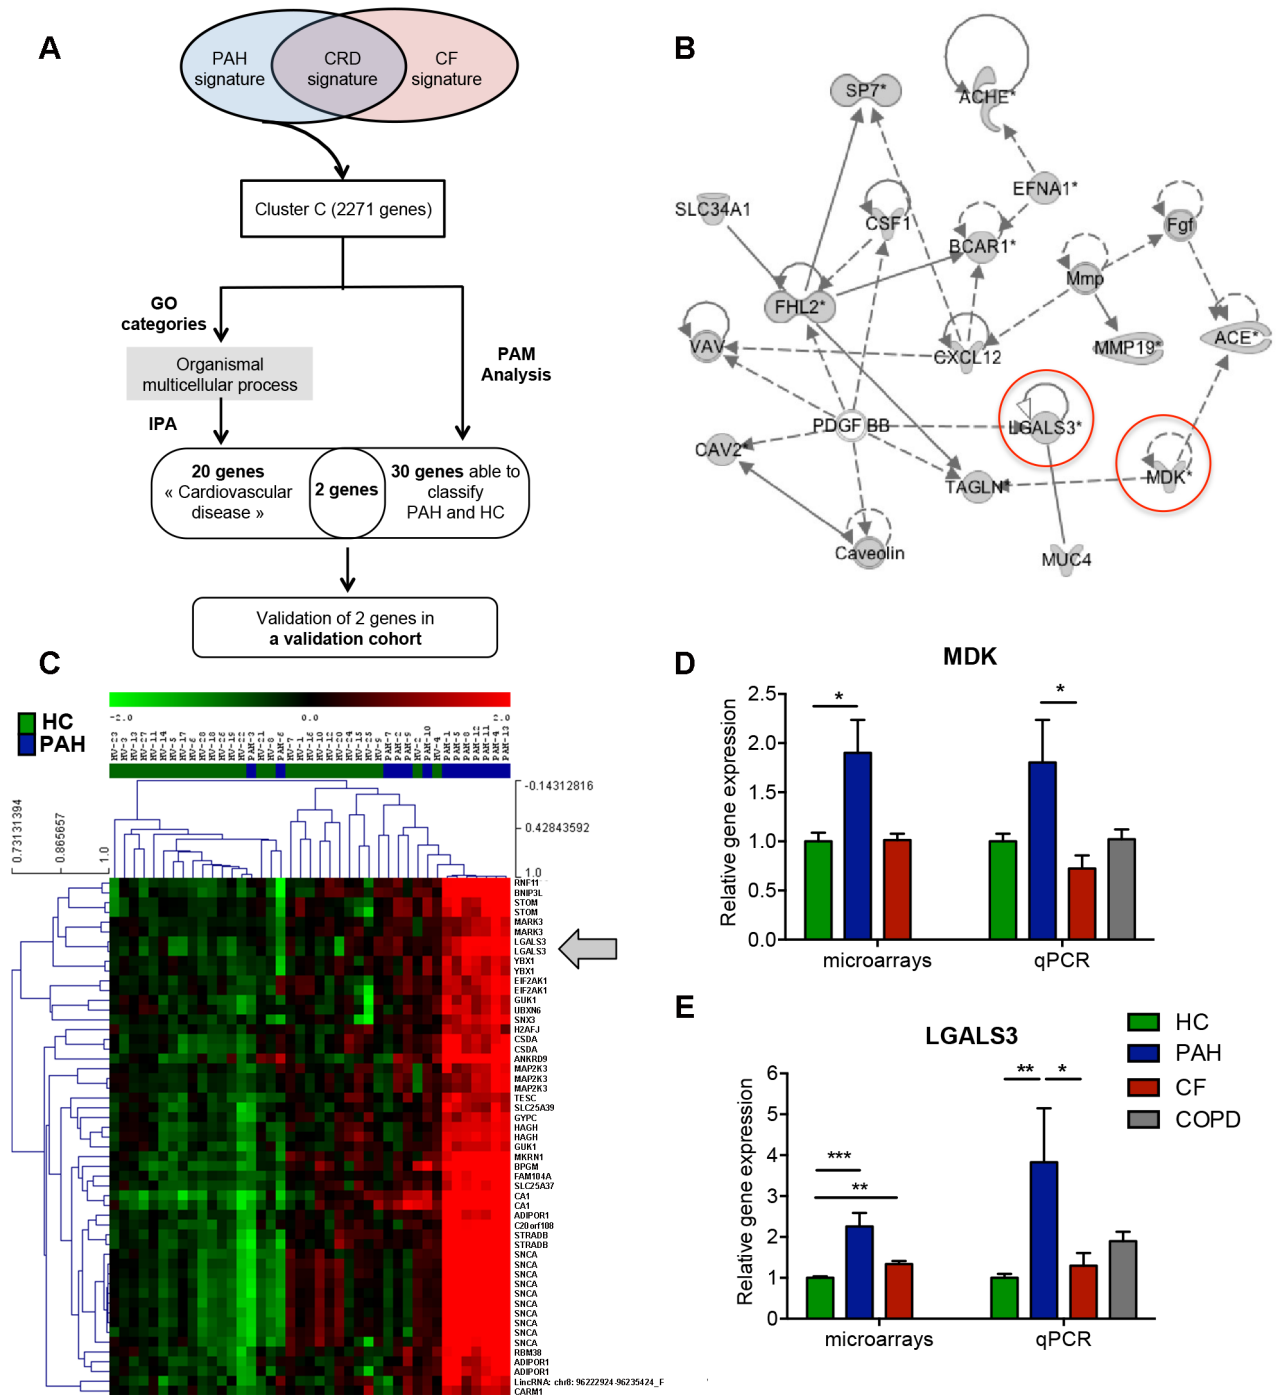 A
PAH
signature
CRD
signature
CF
signature
Cluster C (2271 genes)
GO
categories
Organismal
multicellular process
PAM
Analysis
IPA
20 genes
« Cardiovascular
disease »
2 genes
30 genes able to
classify
PAH and HC
Validation of 2 genes in
a validation cohort
B
SP7*
ACHE*
EFNA1*
SLC34A1
CSF1
BCAR1*
Fgf
Mmp
FHL2*
VAV
CXCL12
MMP19*
ACE*
PDGF BB
LGALS3*
CAV2*
TAGLN*
MDK*
Caveolin
MUC4
C
HC
PAH
-2.0
0.0
2.0
-0.14312816
0.42843592
1.0
0.73131394
0.865657
1.0
RNF11
BNIP3L
STOM
STOM
MARK3
MARK3
LGALS3
LGALS3
YBX1
YBX1
EIF2AK1
EIF2AK1
GUK1
UBXN6
SNX3
H2AFJ
CSDA
CSDA
ANKRD9
MAP2K3
MAP2K3
MAP2K3
TESC
SLC25A39
GYPC
HAGH
HAGH
GUK1
MKRN1
BPGM
FAM104A
SLC25A37
CA1
CA1
ADIPOR1
C20orf108
STRADB
STRADB
SNCA
SNCA
SNCA
SNCA
SNCA
SNCA
SNCA
SNCA
SNCA
SNCA
RBM38
ADIPOR1
ADIPOR1
LincRNA: chr8: 96222924-96235424_F
CARM1
D
MDK
Relative gene expression
2.5
2.0
1.5
1.0
0.5
0.0
*
*
microarrays
qPCR
E
LGALS3
Relative gene expression
6
5
4
3
2
1
0
***
**
**
*
microarrays
qPCR
HC
PAH
CF
COPD